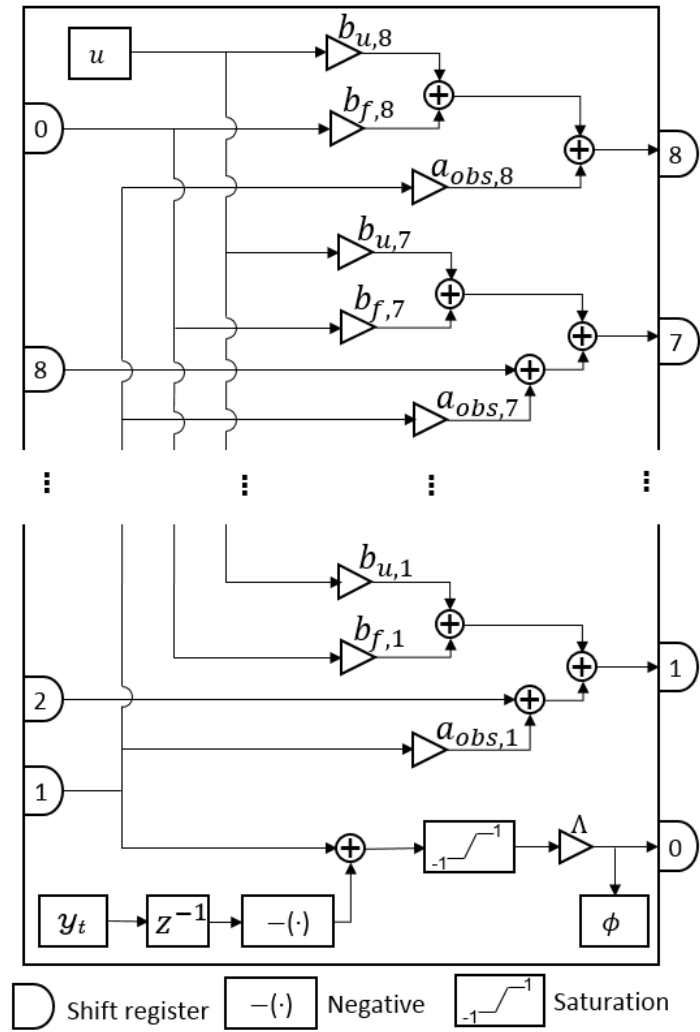 u
b_{u,8}
0
b_{f,8}
8
a_{obs,8}
b_{u,7}
b_{f,7}
7
8
a_{obs,7}
b_{u,1}
b_{f,1}
1
2
a_{obs,1}
1
Λ
1
-1
0
y_t
z^{-1}
−(·)
ϕ
Shift register
−(·)
Negative
1
-1
Saturation